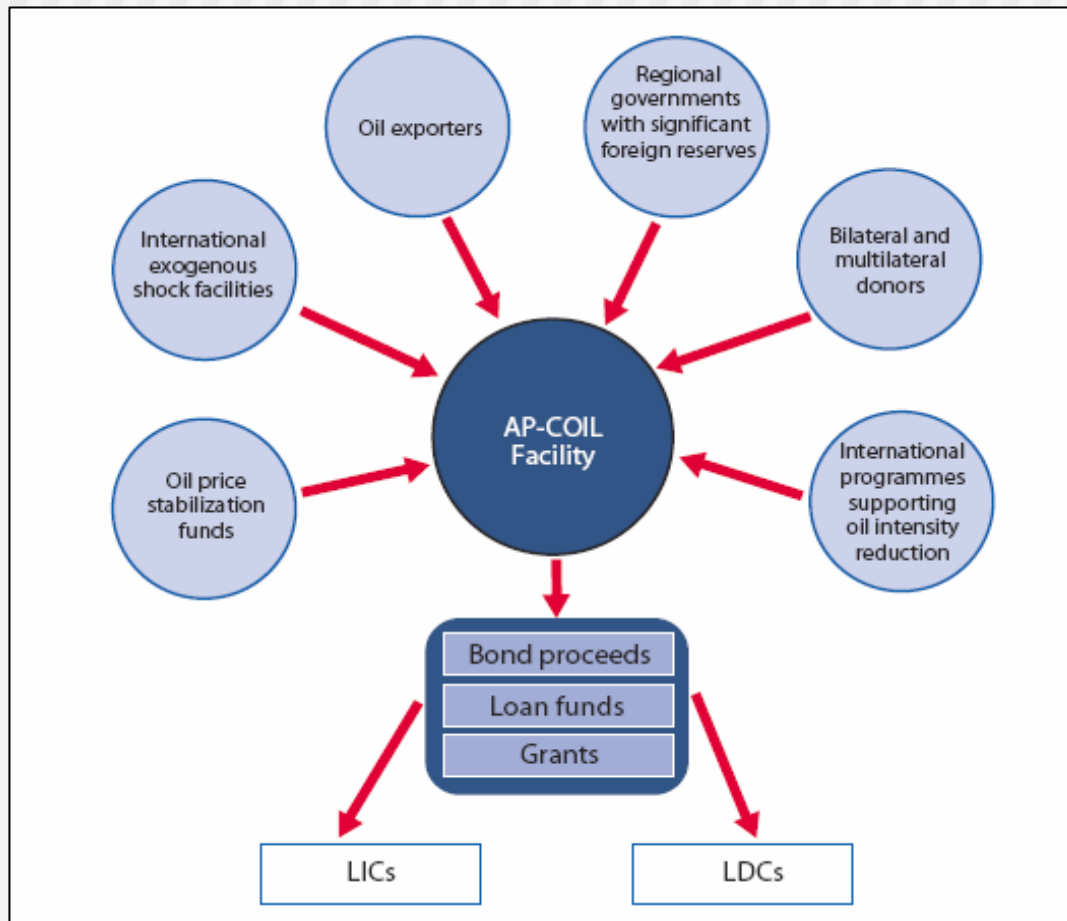 Oil exporters
Regional
governments
with significant
foreign reserves
International
exogenous
shock facilities
Bilateral and
multilateral
donors
Oil price
stabilization
funds
AP-COIL
Facility
International
programmes
supporting
oil intensity
reduction
Bond proceeds
Loan funds
Grants
LICs
LDCs